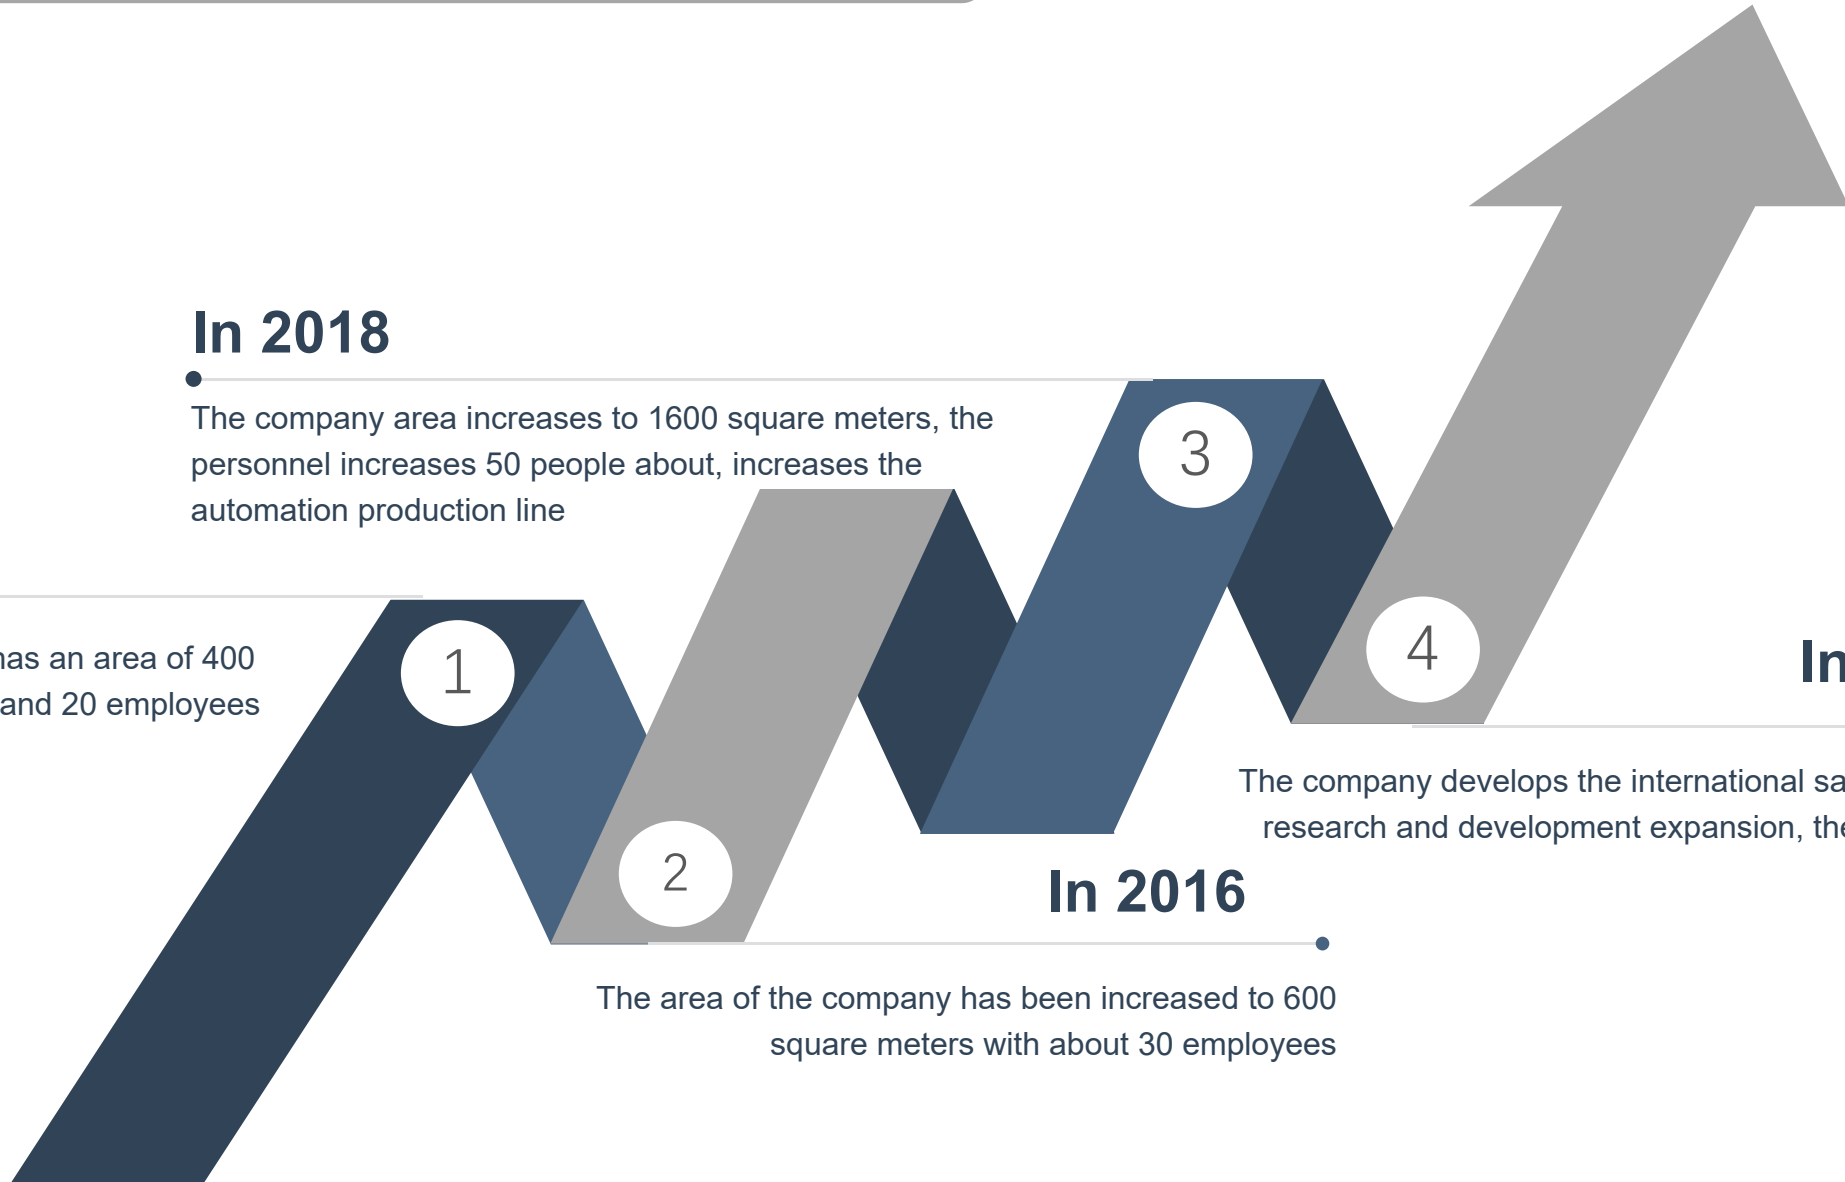 In 2018
The company area increases to 1600 square meters, the
personnel increases 50 people about, increases the
automation production line
3
has an area of 400
and 20 employees
1
4
In
The company develops the international
research and development expansion,
2
In 2016
The area of the company has been increased to 600
square meters with about 30 employees